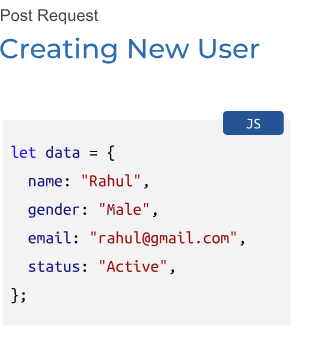 Post Request
Creating New User
JS
let data = {
  name: "Rahul",
  gender: "Male",
  email: "rahul@gmail.com",
  status: "Active",
};